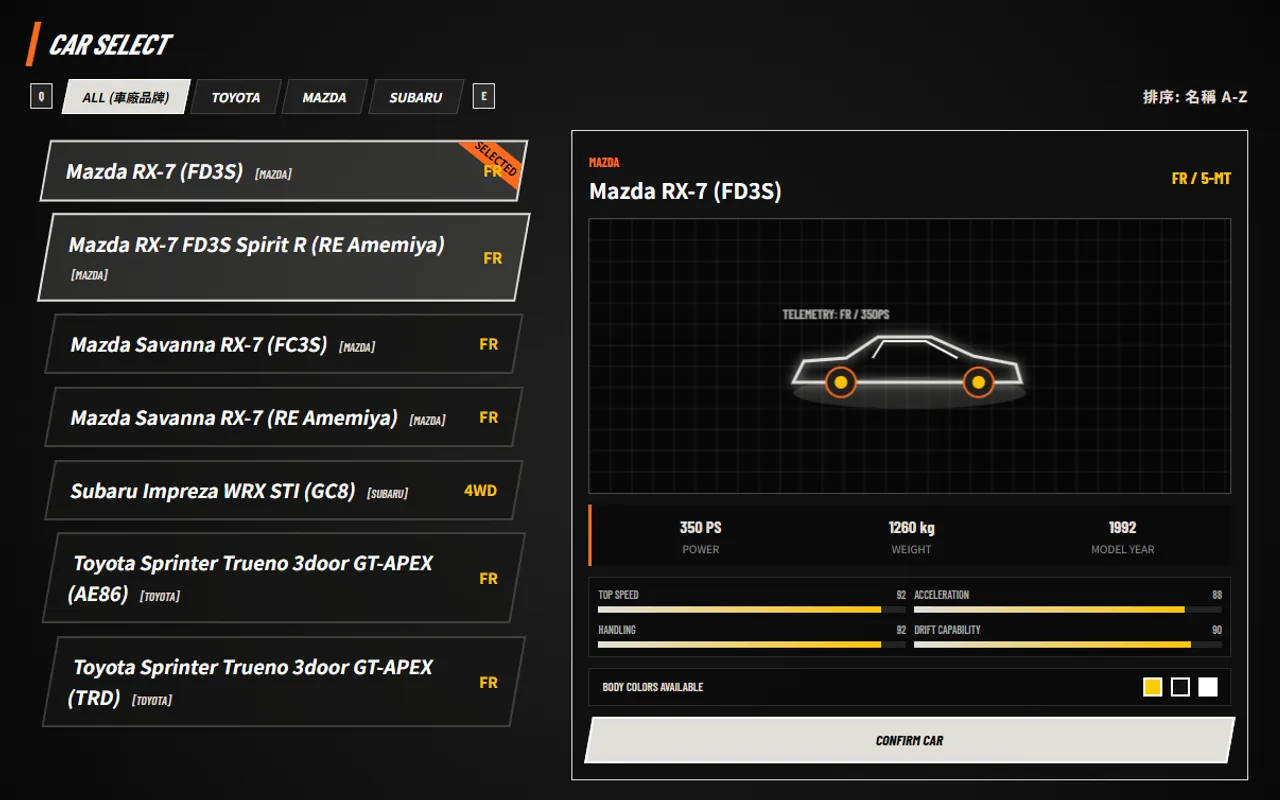 CAR SELECT
Q
ALL (車廠品牌)
TOYOTA
MAZDA
SUBARU
E
排序: 名稱 A-Z
Mazda RX-7 (FD3S) [MAZDA]
FR
SELECTED
Mazda RX-7 FD3S Spirit R (RE Amemiya)
[MAZDA]
FR
Mazda Savanna RX-7 (FC3S) [MAZDA]
FR
Mazda Savanna RX-7 (RE Amemiya) [MAZDA]
FR
Subaru Impreza WRX STI (GC8) [SUBARU]
4WD
Toyota Sprinter Trueno 3door GT-APEX
(AE86) [TOYOTA]
FR
Toyota Sprinter Trueno 3door GT-APEX
(TRD) [TOYOTA]
FR
MAZDA
Mazda RX-7 (FD3S)
FR / 5-MT
TELEMETRY: FR / 350PS
350 PS
POWER
1260 kg
WEIGHT
1992
MODEL YEAR
TOP SPEED 92
ACCELERATION 88
HANDLING 92
DRIFT CAPABILITY 90
BODY COLORS AVAILABLE
CONFIRM CAR